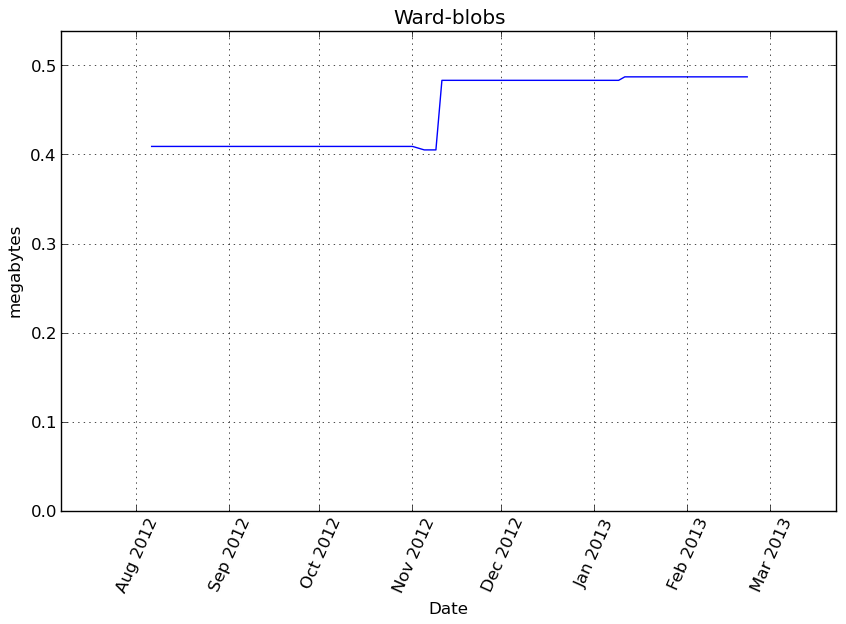 Ward-blobs
0.5
0.4
0.3
0.2
0.1
0.0
megabytes
Aug 2012
Sep 2012
Oct 2012
Nov 2012
Dec 2012
Jan 2013
Feb 2013
Mar 2013
Date